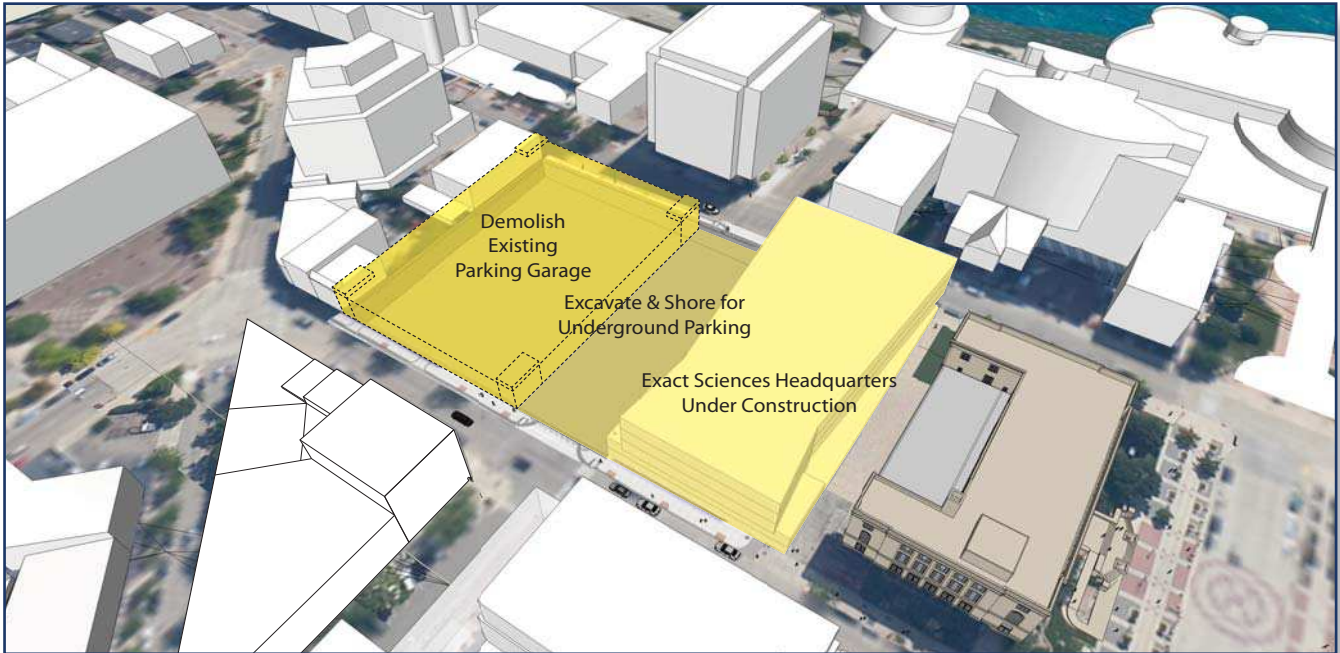 Demolish
Existing
Parking Garage
Excavate & Shore for
Underground Parking
Exact Sciences Headquarters
Under Construction